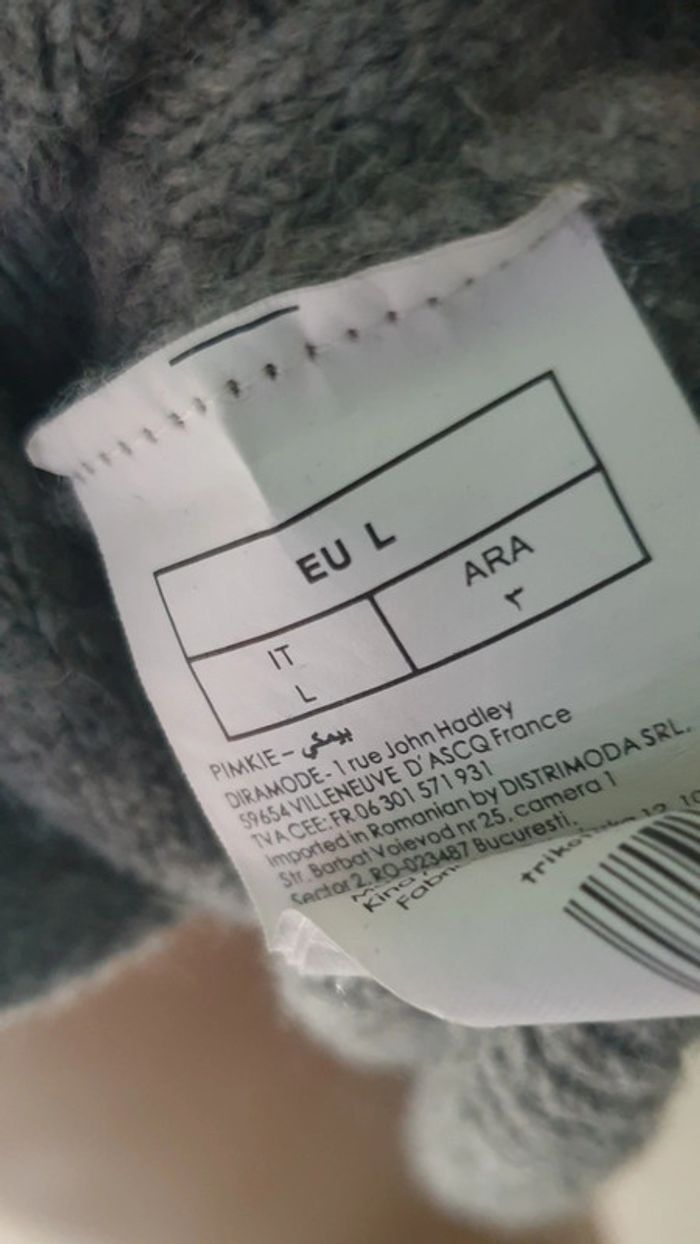 EU L
IT
L
ARA
٣
PIMKIE – بيمكي
DIRAMODE - 1 rue John Hadley
59654 VILLENEUVE D'ASCQ France
TVA CEE: FR 06 301 571 931
Imported in Romanian by DISTRIMODA SRL.
Str. Barbat Voievod nr 25, camera 1
Sector 2, RO-023487 Bucuresti.